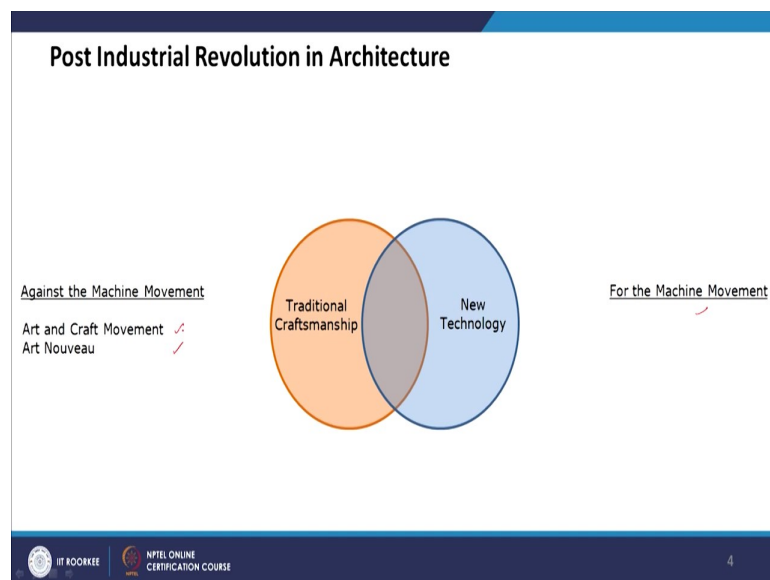 Post Industrial Revolution in Architecture
Against the Machine Movement
Art and Craft Movement
Art Nouveau
Traditional
Craftsmanship
New
Technology
For the Machine Movement
IIT ROORKEE
NPTEL ONLINE
CERTIFICATION COURSE
4